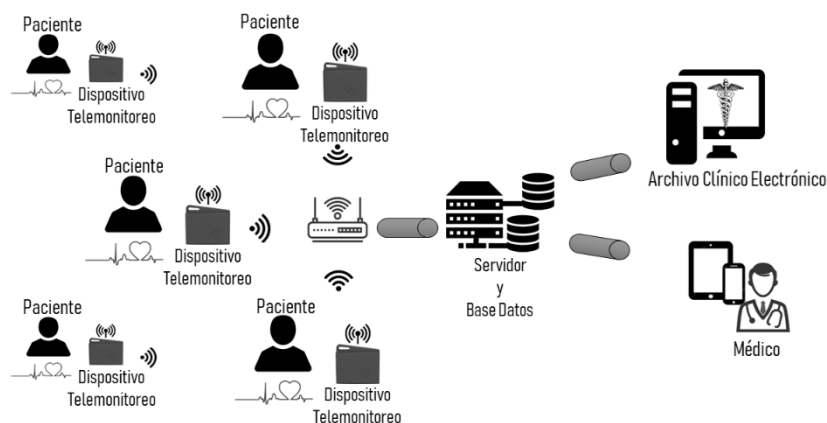 Paciente
Dispositivo
Telemonitoreo
Paciente
Dispositivo
Telemonitoreo
Paciente
Dispositivo
Telemonitoreo
Paciente
Dispositivo
Telemonitoreo
Paciente
Dispositivo
Telemonitoreo
Servidor
y
Base Datos
Archivo Clínico Electrónico
Médico